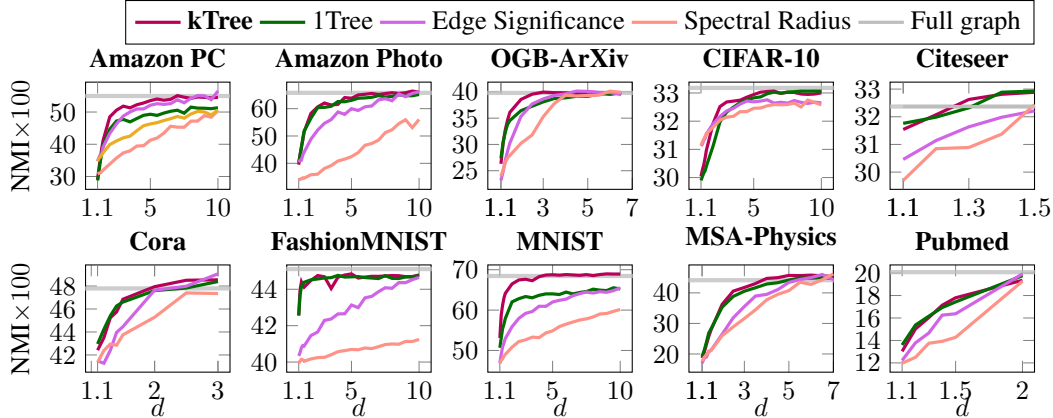 kTree 1Tree Edge Significance Spectral Radius Full graph
Amazon PC Amazon Photo OGB-ArXiv CIFAR-10 Citeseer
NMI×100
50
40
30
1.1 5 10
60
40
1.1 5 10
40
35
30
25
1.1 3 5 7
33
32
31
30
1.1 5 10
33
32
31
30
1.1 1.3 1.5
Cora FashionMNIST MNIST MSA-Physics Pubmed
NMI×100
48
46
44
42
1.1 2 3
d
44
42
40
1.1 5 10
d
70
60
50
1.1 5 10
d
40
30
20
1.1 3 5 7
d
20
18
16
14
12
1.1 1.5 2
d